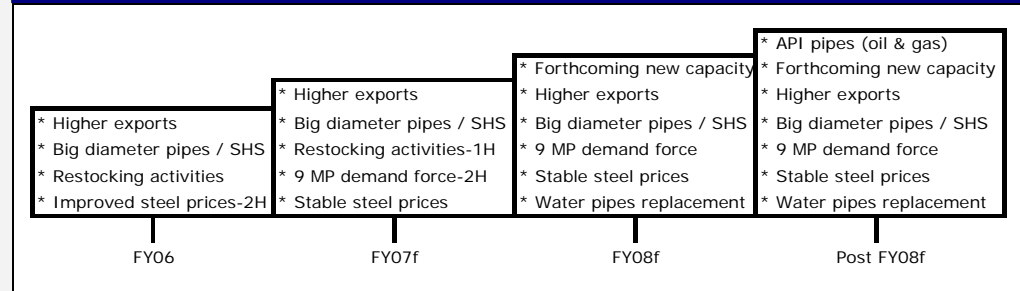 * Higher exports
* Big diameter pipes / SHS
* Restocking activities
* Improved steel prices-2H
FY06
* Higher exports
* Big diameter pipes / SHS
* Restocking activities-1H
* 9 MP demand force-2H
* Stable steel prices
FY07f
* Forthcoming new capacity
* Higher exports
* Big diameter pipes / SHS
* 9 MP demand force
* Stable steel prices
* Water pipes replacement
FY08f
* API pipes (oil & gas)
* Forthcoming new capacity
* Higher exports
* Big diameter pipes / SHS
* 9 MP demand force
* Stable steel prices
* Water pipes replacement
Post FY08f